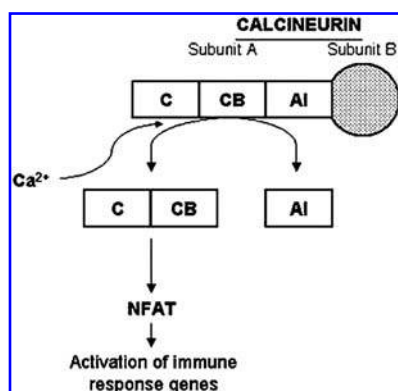 CALCINEURIN
Subunit A Subunit B
C CB AI
Ca²⁺
C CB AI
NFAT
Activation of immune
response genes